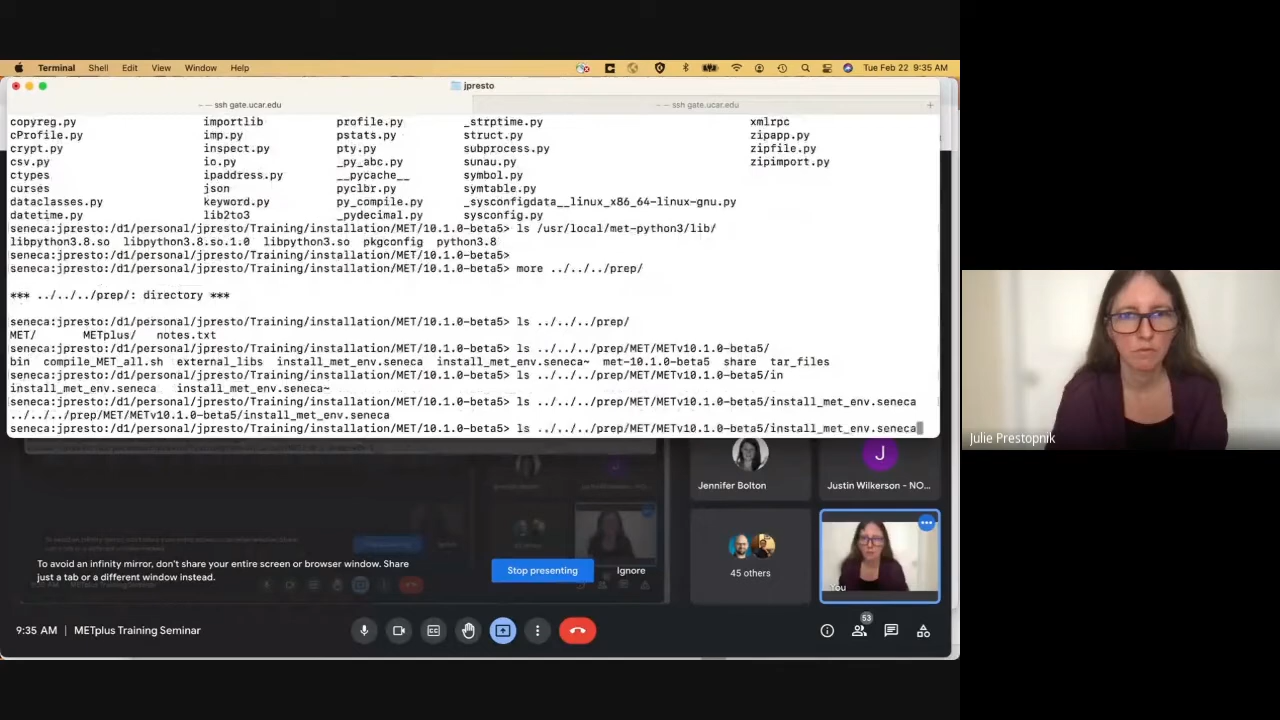 Terminal Shell Edit View Window Help Tue Feb 22 9:35 AM
jpresto
~ — ssh gate.ucar.edu ~ — ssh gate.ucar.edu +
copyreg.py importlib profile.py _strptime.py xmlrpc
cProfile.py imp.py pstats.py struct.py zipapp.py
crypt.py inspect.py pty.py subprocess.py zipfile.py
csv.py io.py _py_abc.py sunau.py zipimport.py
ctypes ipaddress.py __pycache__ symbol.py
curses json pyclbr.py symtable.py
dataclasses.py keyword.py py_compile.py _sysconfigdata__linux_x86_64-linux-gnu.py
datetime.py lib2to3 _pydecimal.py sysconfig.py
seneca:jpresto:/d1/personal/jpresto/Training/installation/MET/10.1.0-beta5> ls /usr/local/met-python3/lib/
libpython3.8.so libpython3.8.so.1.0 libpython3.so pkgconfig python3.8
seneca:jpresto:/d1/personal/jpresto/Training/installation/MET/10.1.0-beta5>
seneca:jpresto:/d1/personal/jpresto/Training/installation/MET/10.1.0-beta5> more ../../../prep/
*** ../../../prep/: directory ***
seneca:jpresto:/d1/personal/jpresto/Training/installation/MET/10.1.0-beta5> ls ../../../prep/
MET/ METplus/ notes.txt
seneca:jpresto:/d1/personal/jpresto/Training/installation/MET/10.1.0-beta5> ls ../../../prep/MET/METv10.1.0-beta5/
bin compile_MET_all.sh external_libs install_met_env.seneca install_met_env.seneca~ met-10.1.0-beta5 share tar_files
seneca:jpresto:/d1/personal/jpresto/Training/installation/MET/10.1.0-beta5> ls ../../../prep/MET/METv10.1.0-beta5/in
install_met_env.seneca install_met_env.seneca~
seneca:jpresto:/d1/personal/jpresto/Training/installation/MET/10.1.0-beta5> ls ../../../prep/MET/METv10.1.0-beta5/install_met_env.seneca
../../../prep/MET/METv10.1.0-beta5/install_met_env.seneca
seneca:jpresto:/d1/personal/jpresto/Training/installation/MET/10.1.0-beta5> ls ../../../prep/MET/METv10.1.0-beta5/install_met_env.seneca
Julie Prestopnik
J
Jennifer Bolton Justin Wilkerson - NO...
To avoid an infinity mirror, don't share your entire screen or browser window. Share
just a tab or a different window instead.
Stop presenting Ignore
45 others
You
9:35 AM | METplus Training Seminar
53